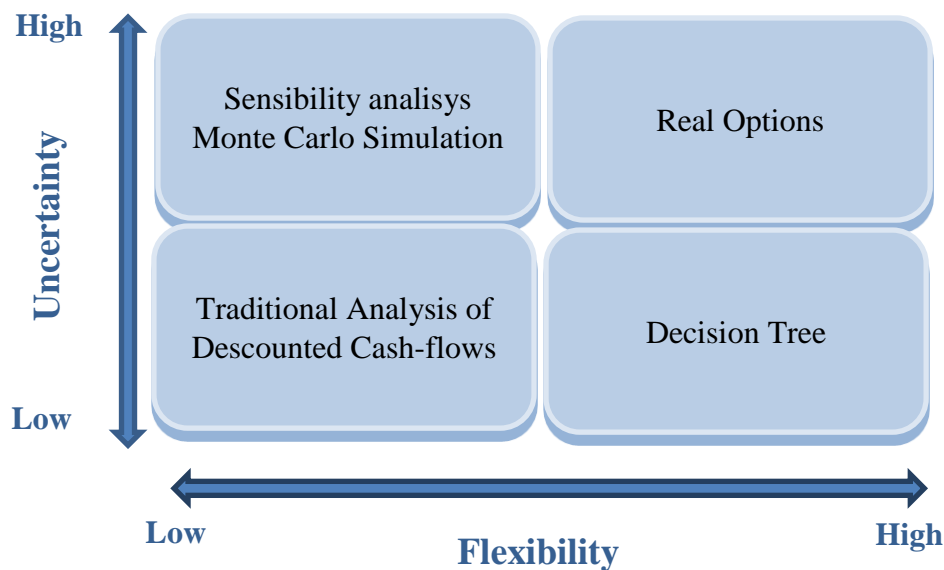 High
Sensibility analisys
Monte Carlo Simulation
Real Options
Uncertainty
Traditional Analysis of
Descounted Cash-flows
Decision Tree
Low
Low
High
Flexibility